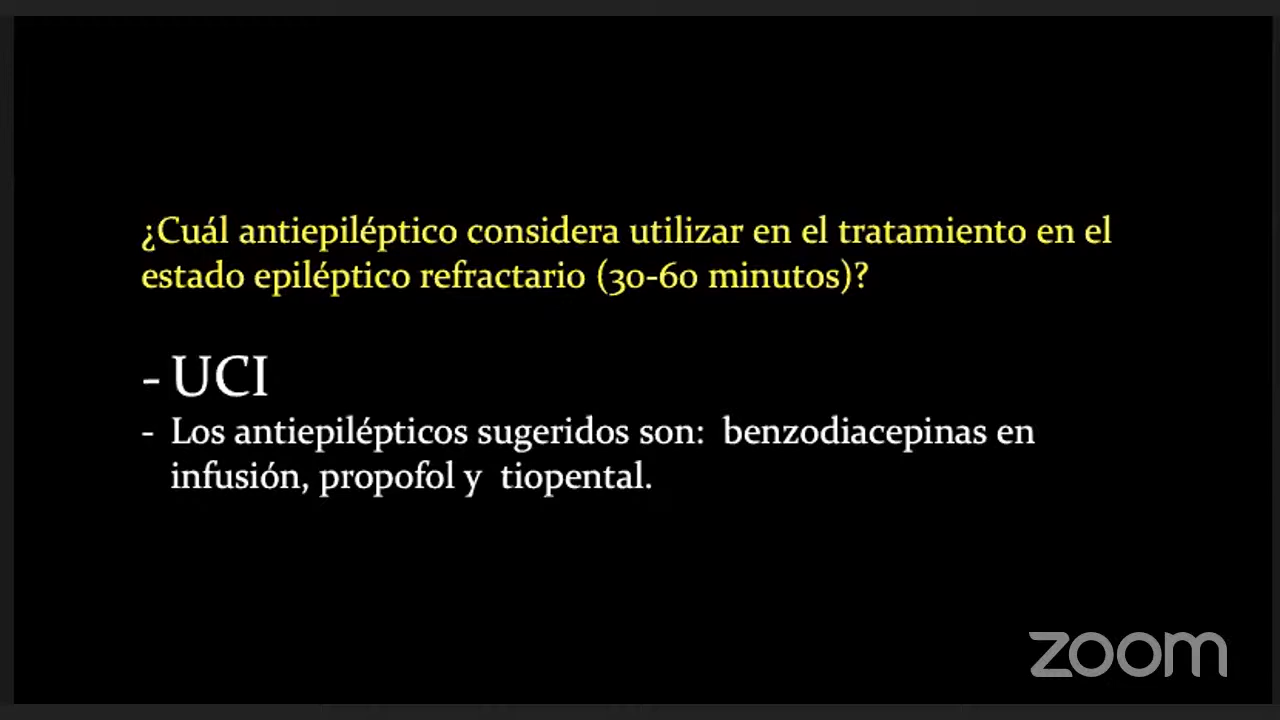 ¿Cuál antiepiléptico considera utilizar en el tratamiento en el
estado epiléptico refractario (30-60 minutos)?
- UCI
- Los antiepilépticos sugeridos son: benzodiacepinas en
infusión, propofol y tiopental.
zoom